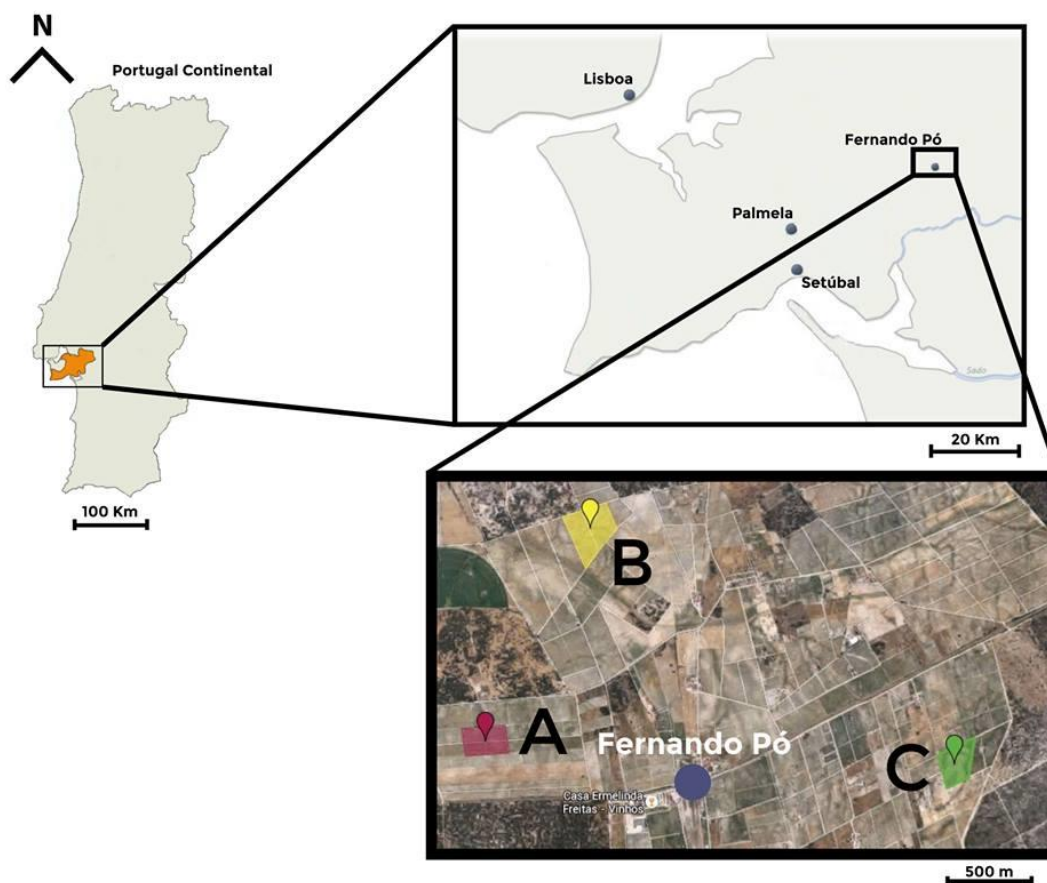 N
Portugal Continental
100 Km
Lisboa
Fernando Pó
Palmela
Setúbal
Sado
20 Km
B
A
Fernando Pó
C
Casa Ermelinda
Freitas - Vinhos
500 m